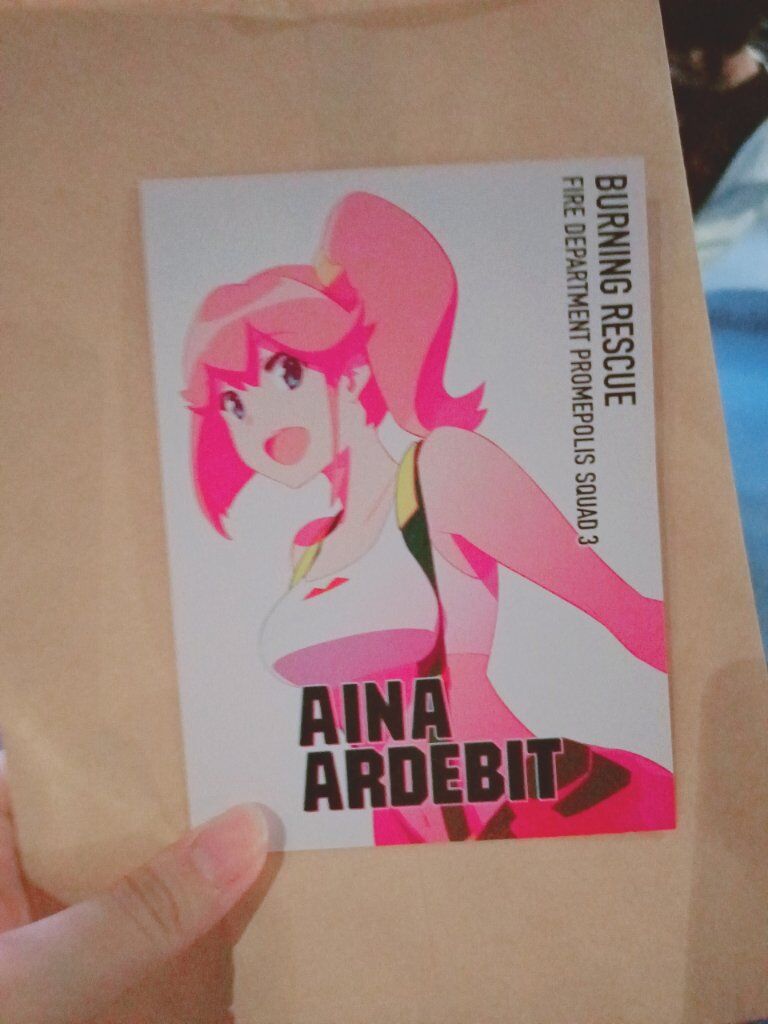 BURNING RESCUE
FIRE DEPARTMENT PROMEPOLIS SQUAD 3
AINA
ARDEBIT